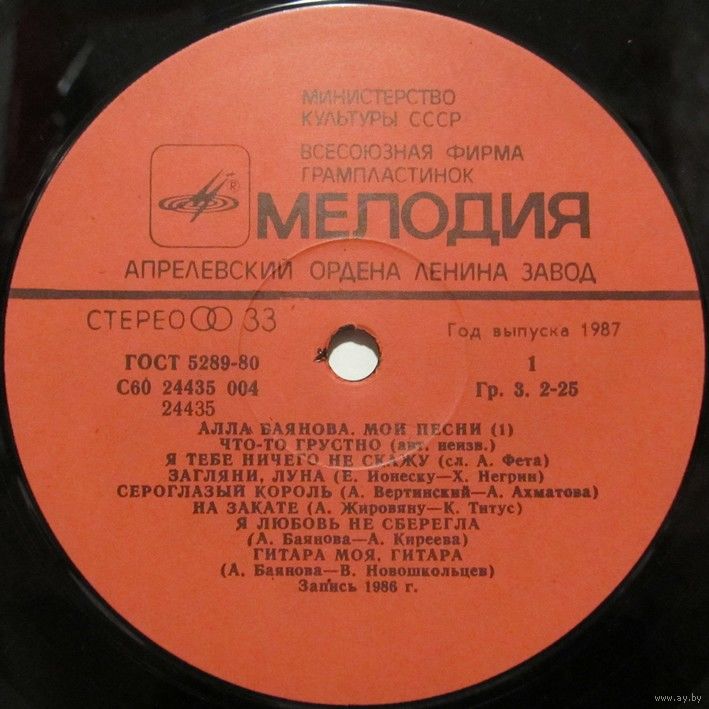 МИНИСТЕРСТВО
КУЛЬТУРЫ СССР
ВСЕСОЮЗНАЯ ФИРМА
ГРАМПЛАСТИНОК
®
МЕЛОДИЯ
АПРЕЛЕВСКИЙ ОРДЕНА ЛЕНИНА ЗАВОД
СТЕРЕО 33
Год выпуска 1987
ГОСТ 5289-80
1
С60 24435 004
Гр. 3. 2-25
24435
АЛЛА БАЯНОВА. МОИ ПЕСНИ (1)
ЧТО-ТО ГРУСТНО (авт. неизв.)
Я ТЕБЕ НИЧЕГО НЕ СКАЖУ (сл. А. Фета)
ЗАГЛЯНИ, ЛУНА (Е. Ионеску—Х. Негрин)
СЕРОГЛАЗЫЙ КОРОЛЬ (А. Вертинский—А. Ахматова)
НА ЗАКАТЕ (А. Жировяну—К. Титус)
Я ЛЮБОВЬ НЕ СБЕРЕГЛА
(А. Баянова—А. Киреева)
ГИТАРА МОЯ, ГИТАРА
(А. Баянова—В. Новошкольцев)
Запись 1986 г.
www.ay.by